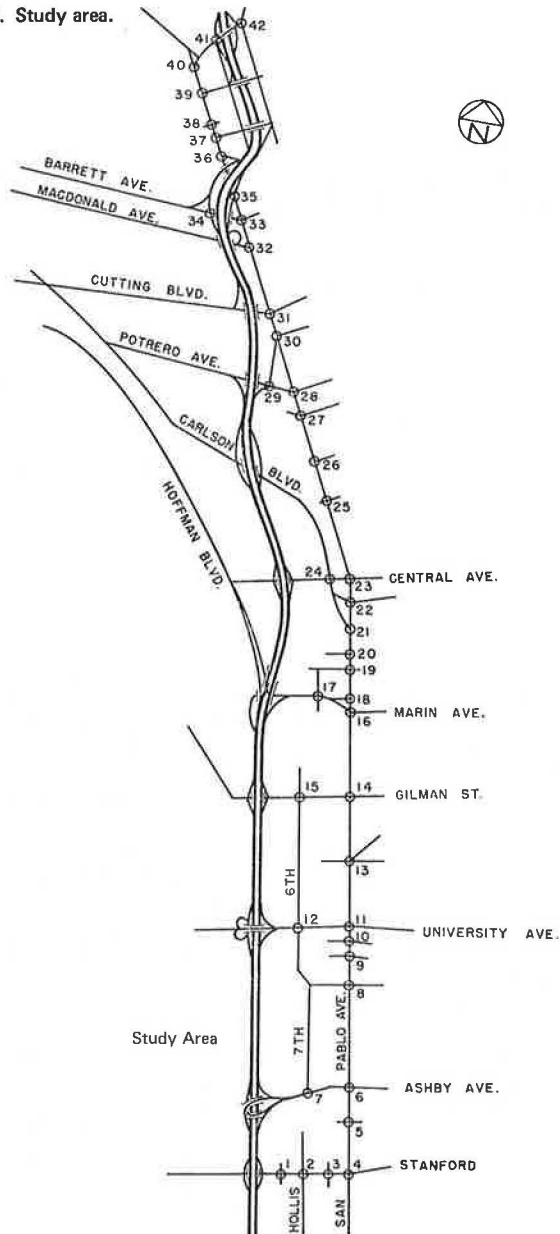 . Study area.
42
41
40
39
38
37
36
N
BARRETT AVE.
MACDONALD AVE.
35
34
33
32
CUTTING BLVD.
31
30
POTRERO AVE.
29
28
27
CARLSON BLVD.
26
25
HOFFMAN BLVD.
24
23
CENTRAL AVE.
22
21
20
19
17
18
16
MARIN AVE.
15
14
GILMAN ST.
13
6TH
12
11
10
UNIVERSITY AVE.
9
8
Study Area
7TH
SAN PABLO AVE.
7
6
ASHBY AVE.
5
1
2
3
4
STANFORD
HOLLIS